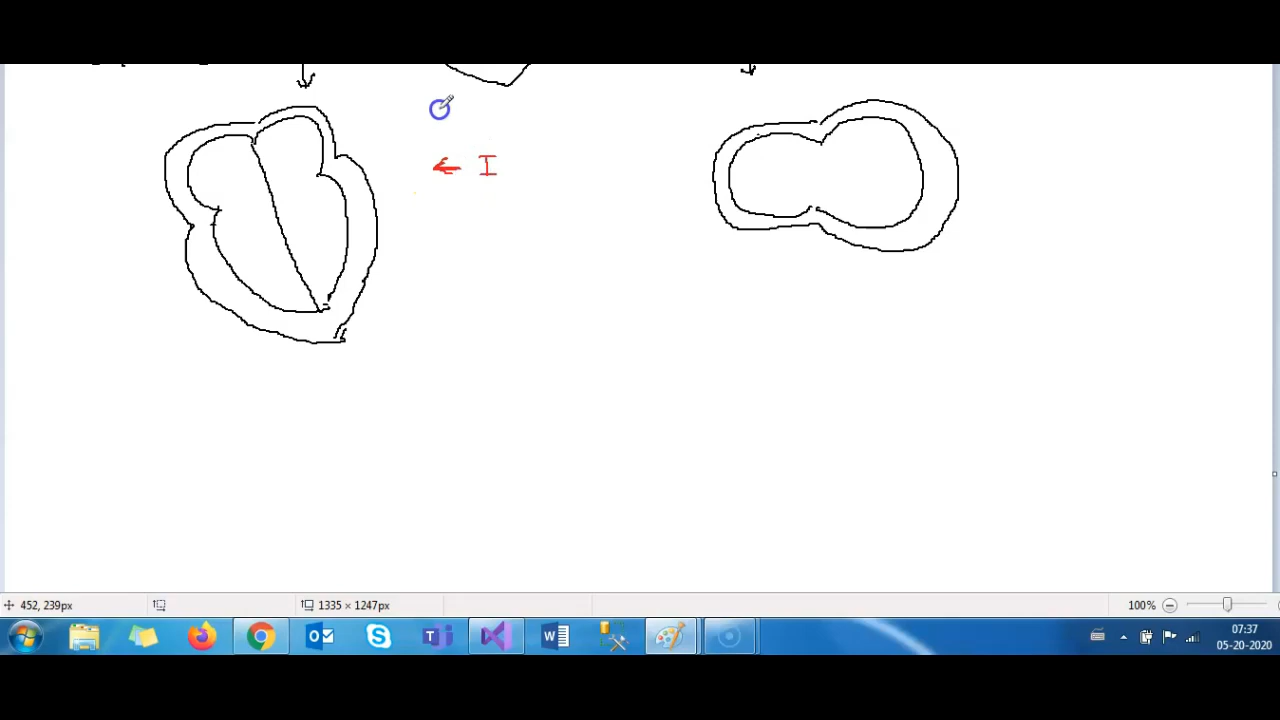 ← I
452, 239px
1335 × 1247px
100%
07:37
05-20-2020